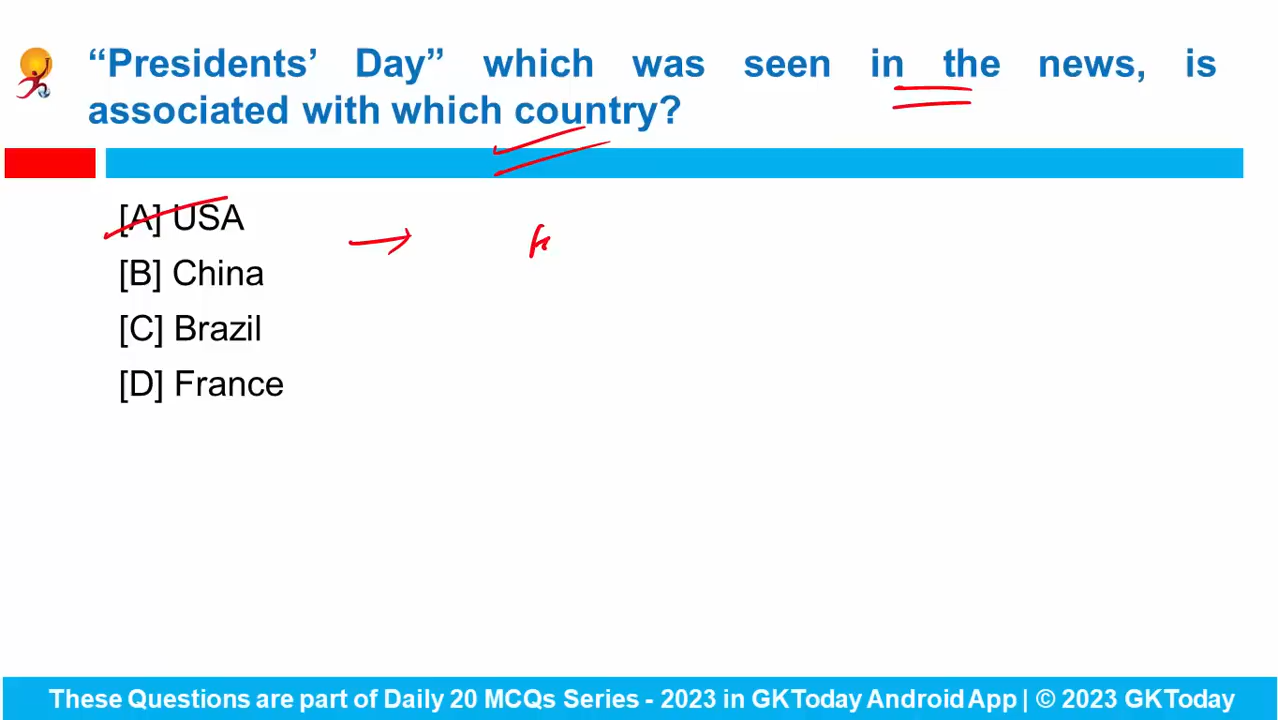 “Presidents’ Day” which was seen in the news, is
associated with which country?
[A] USA
[B] China
[C] Brazil
[D] France
These Questions are part of Daily 20 MCQs Series - 2023 in GKToday Android App | © 2023 GKToday